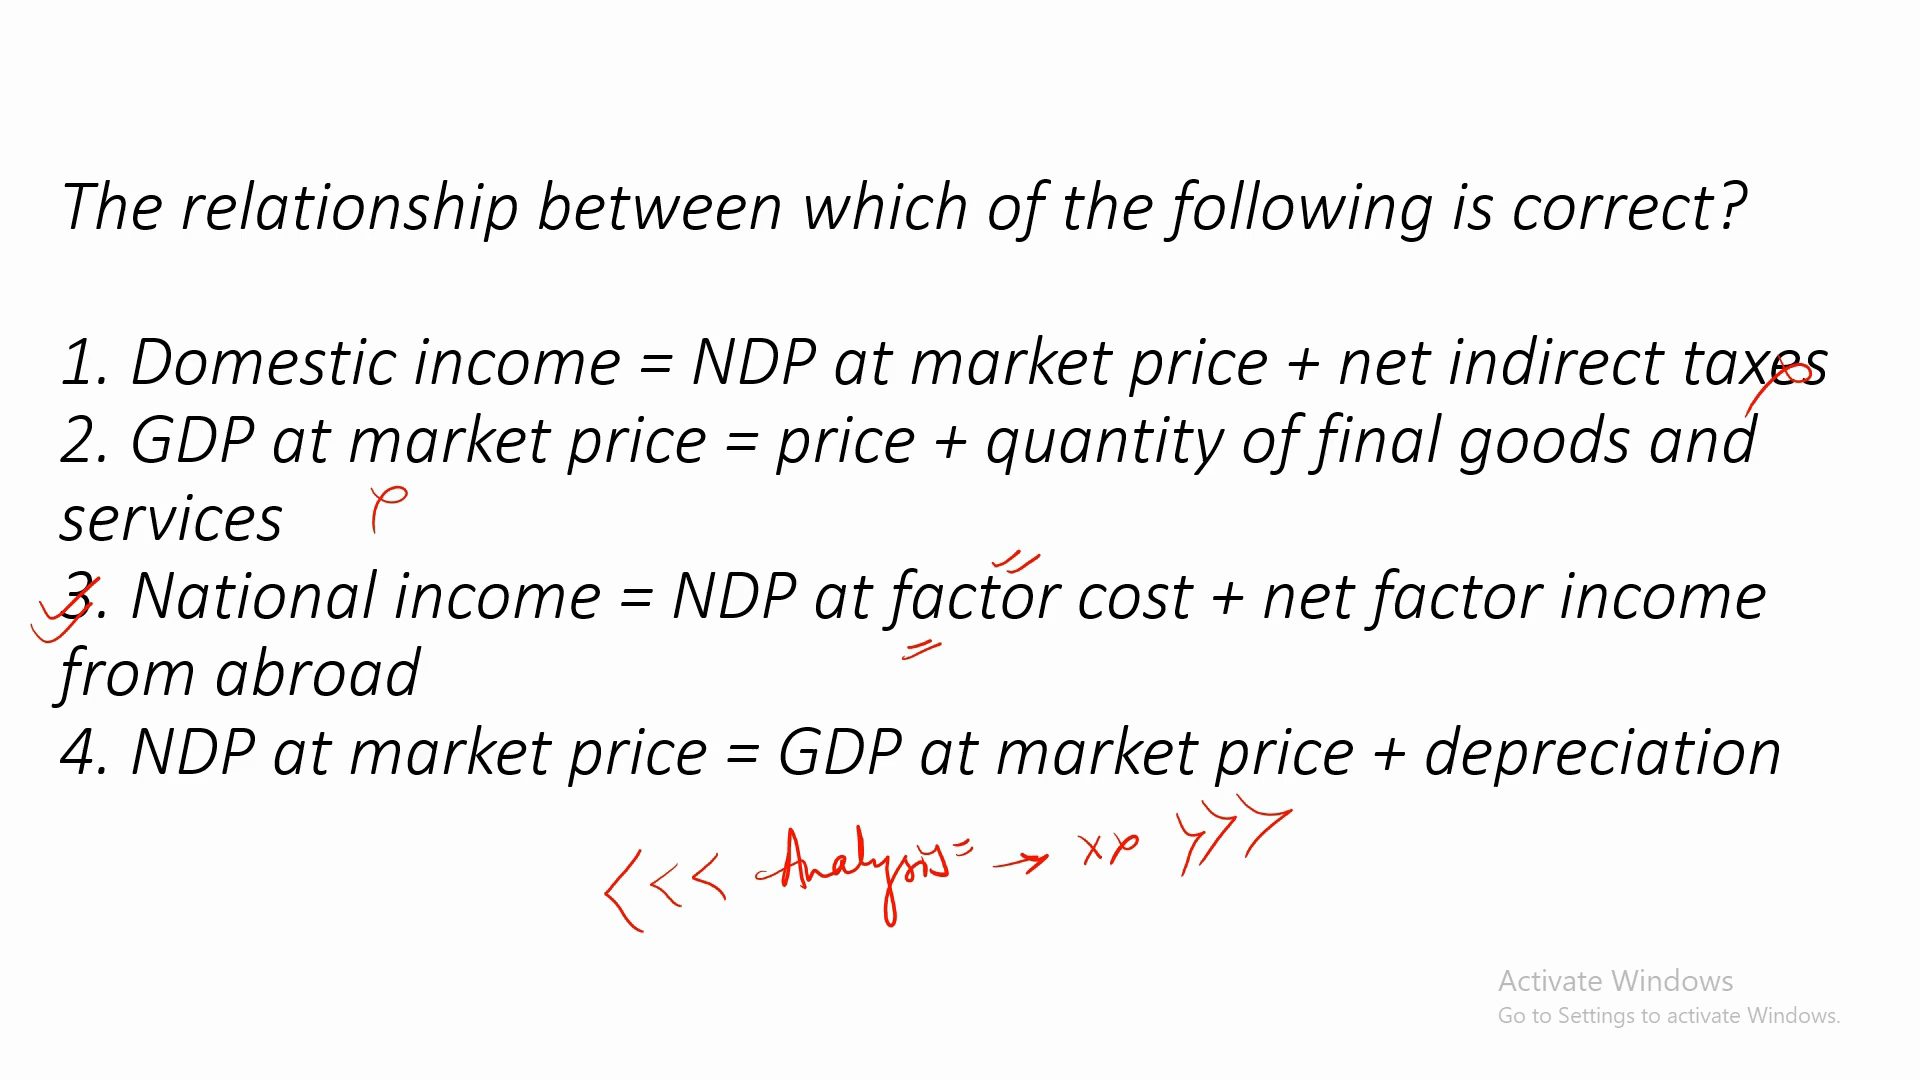 The relationship between which of the following is correct?
1. Domestic income = NDP at market price + net indirect taxes
2. GDP at market price = price + quantity of final goods and
services
3. National income = NDP at factor cost + net factor income
from abroad
4. NDP at market price = GDP at market price + depreciation
<<< Analysis = → xx >>>
Activate Windows
Go to Settings to activate Windows.